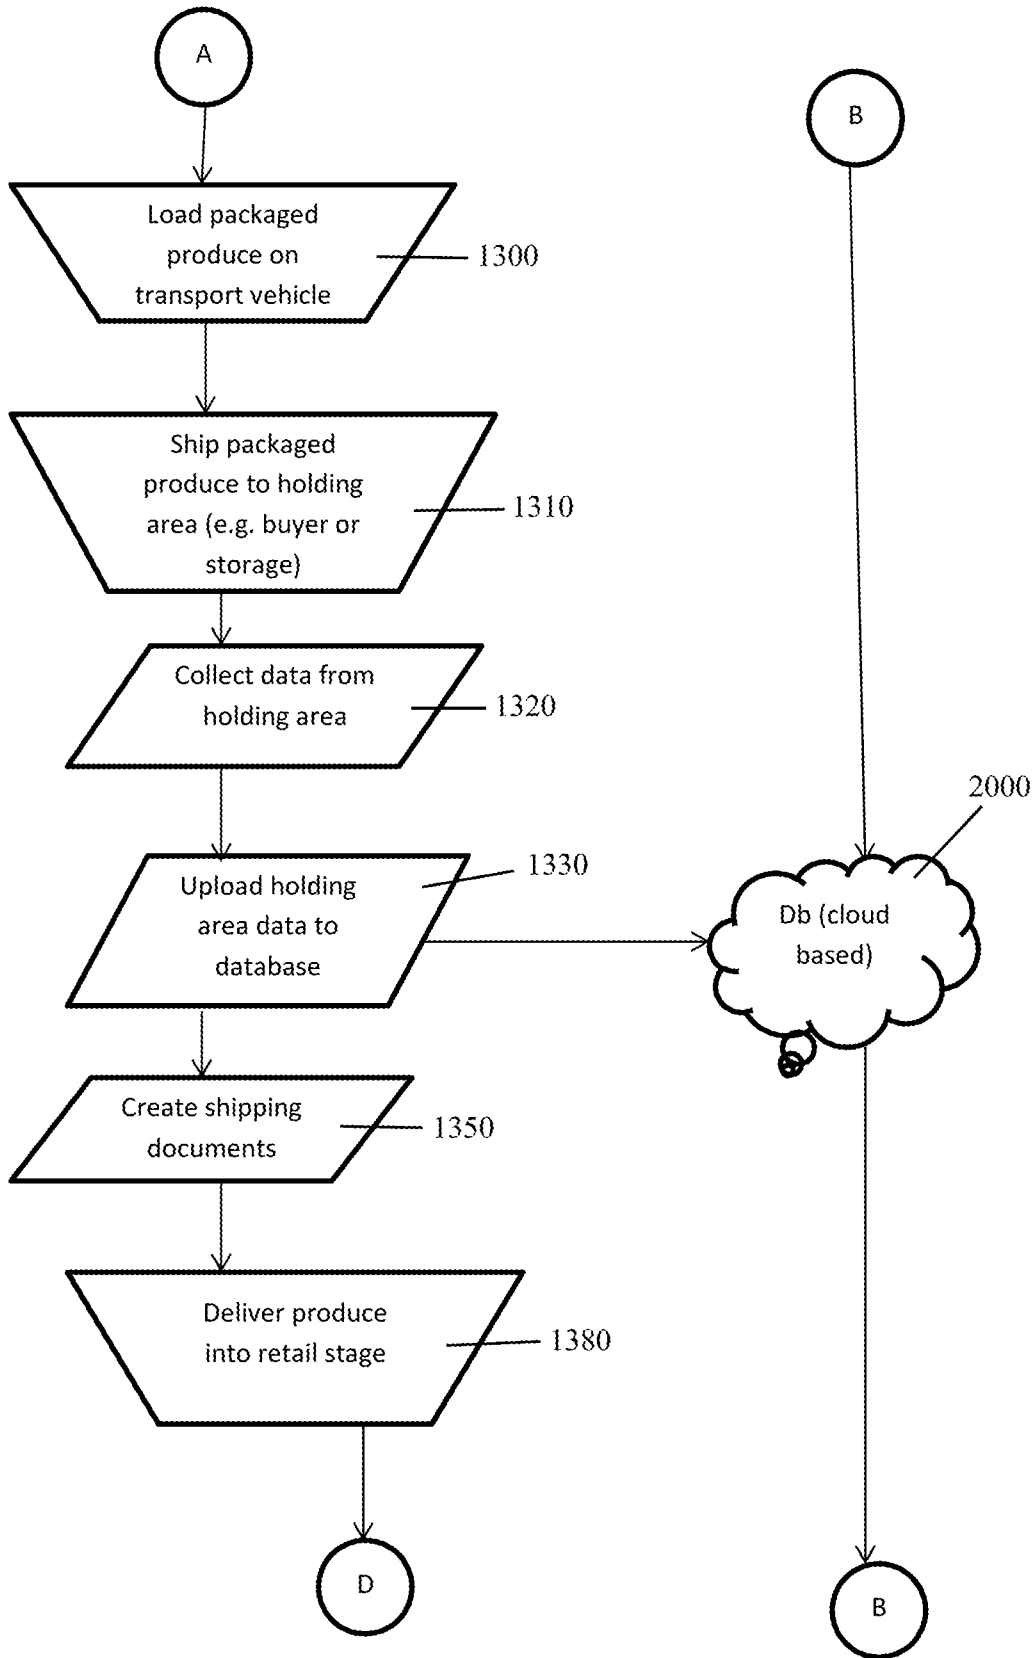 A
B
Load packaged
produce on
transport vehicle
1300
Ship packaged
produce to holding
area (e.g. buyer or
storage)
1310
Collect data from
holding area
1320
2000
Upload holding
area data to
database
1330
Db (cloud
based)
Create shipping
documents
1350
Deliver produce
into retail stage
1380
D
B